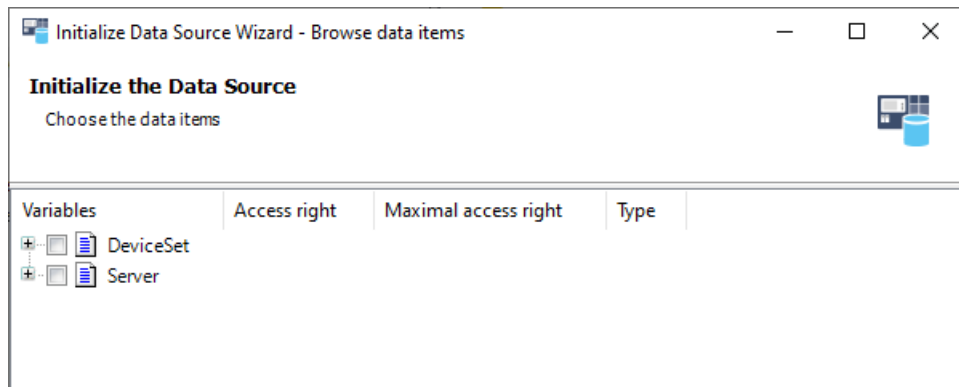 Initialize Data Source Wizard - Browse data items
Initialize the Data Source
Choose the data items
Variables Access right Maximal access right Type
DeviceSet
Server